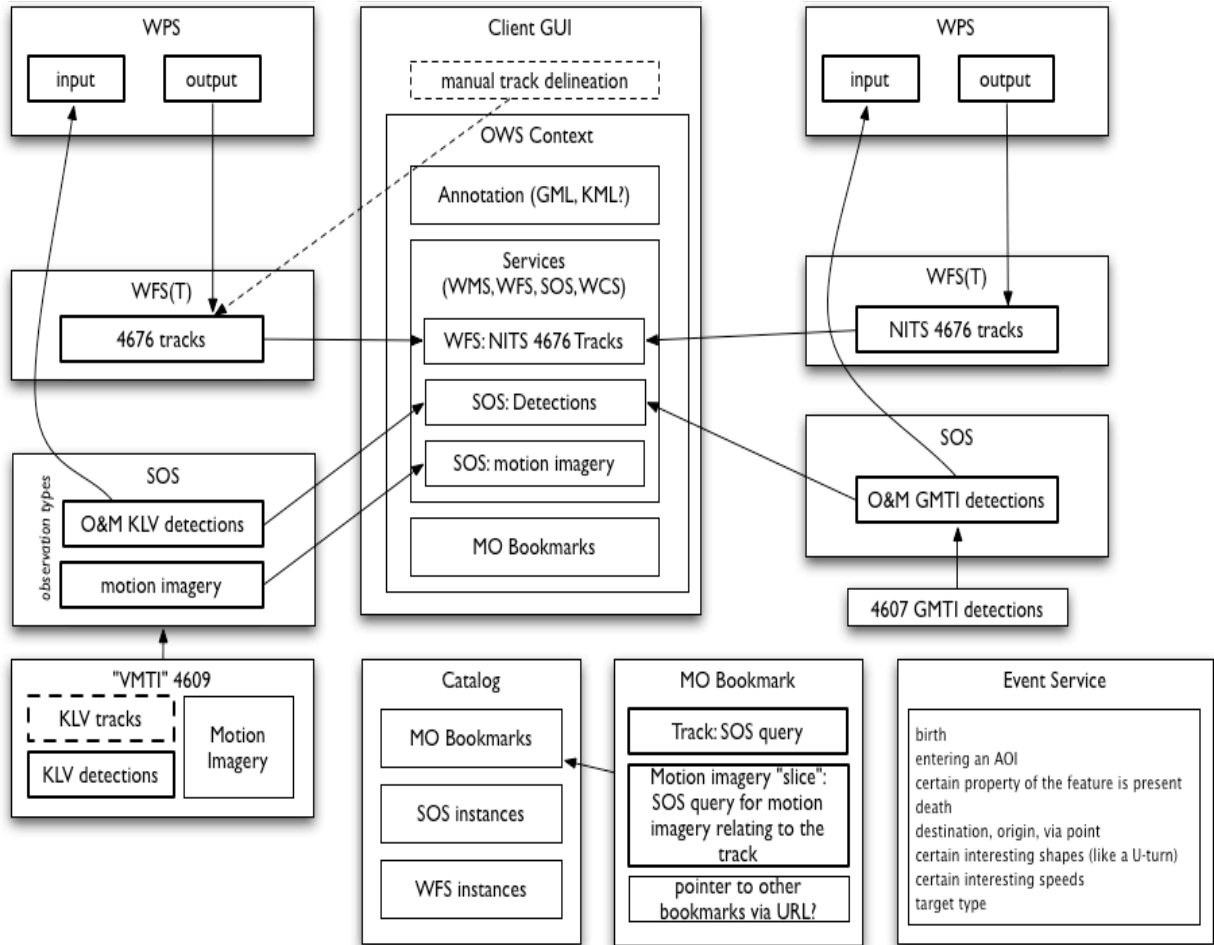 WPS
input
output
Client GUI
manual track delineation
OWS Context
Annotation (GML, KML?)
Services
(WMS, WFS, SOS, WCS)
WFS: NITS 4676 Tracks
SOS: Detections
SOS: motion imagery
MO Bookmarks
WPS
input
output
WFS(T)
4676 tracks
WFS(T)
NITS 4676 tracks
SOS
observation types
O&M KLV detections
motion imagery
SOS
O&M GMTI detections
4607 GMTI detections
"VMTI" 4609
KLV tracks
KLV detections
Motion
Imagery
Catalog
MO Bookmarks
SOS instances
WFS instances
MO Bookmark
Track: SOS query
Motion imagery "slice":
SOS query for motion
imagery relating to the
track
pointer to other
bookmarks via URL?
Event Service
birth
entering an AOI
certain property of the feature is present
death
destination, origin, via point
certain interesting shapes (like a U-turn)
certain interesting speeds
target type